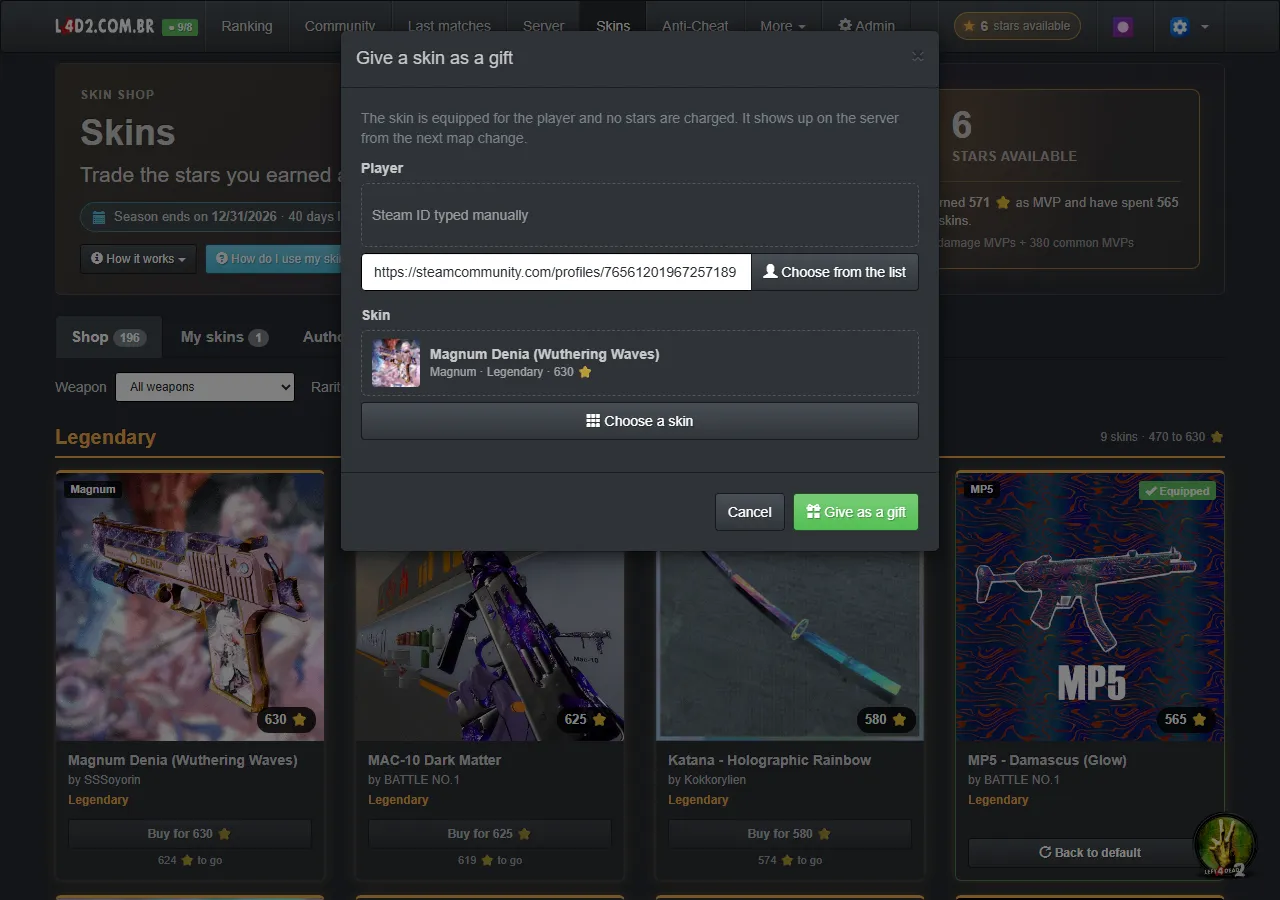 L4D2.COM.BR
9/8
Ranking
Community
Last matches
Server
Skins
Anti-Cheat
More
Admin
6 stars available
Give a skin as a gift
×
The skin is equipped for the player and no stars are charged. It shows up on the server
from the next map change.
Player
Steam ID typed manually
https://steamcommunity.com/profiles/76561201967257189
Choose from the list
Skin
Magnum Denia (Wuthering Waves)
Magnum · Legendary · 630
Choose a skin
Cancel
Give as a gift
SKIN SHOP
Skins
Trade the stars you earned
Season ends on 12/31/2026 · 40 days
How it works
How do I use my
6
STARS AVAILABLE
571 as MVP and have spent 565
skins.
damage MVPs + 380 common MVPs
Shop 196
My skins 1
Weapon
All weapons
Legendary
9 skins · 470 to 630
Magnum
DENIA
630
Magnum Denia (Wuthering Waves)
by SSSoyorin
Legendary
Buy for 630
624 to go
MAC-10
625
MAC-10 Dark Matter
by BATTLE NO.1
Legendary
Buy for 625
619 to go
580
Katana - Holographic Rainbow
by Kokkorylien
Legendary
Buy for 580
574 to go
MP5
Equipped
MP5
565
MP5 - Damascus (Glow)
by BATTLE NO.1
Legendary
Back to default
LEFT 4 DEAD 2